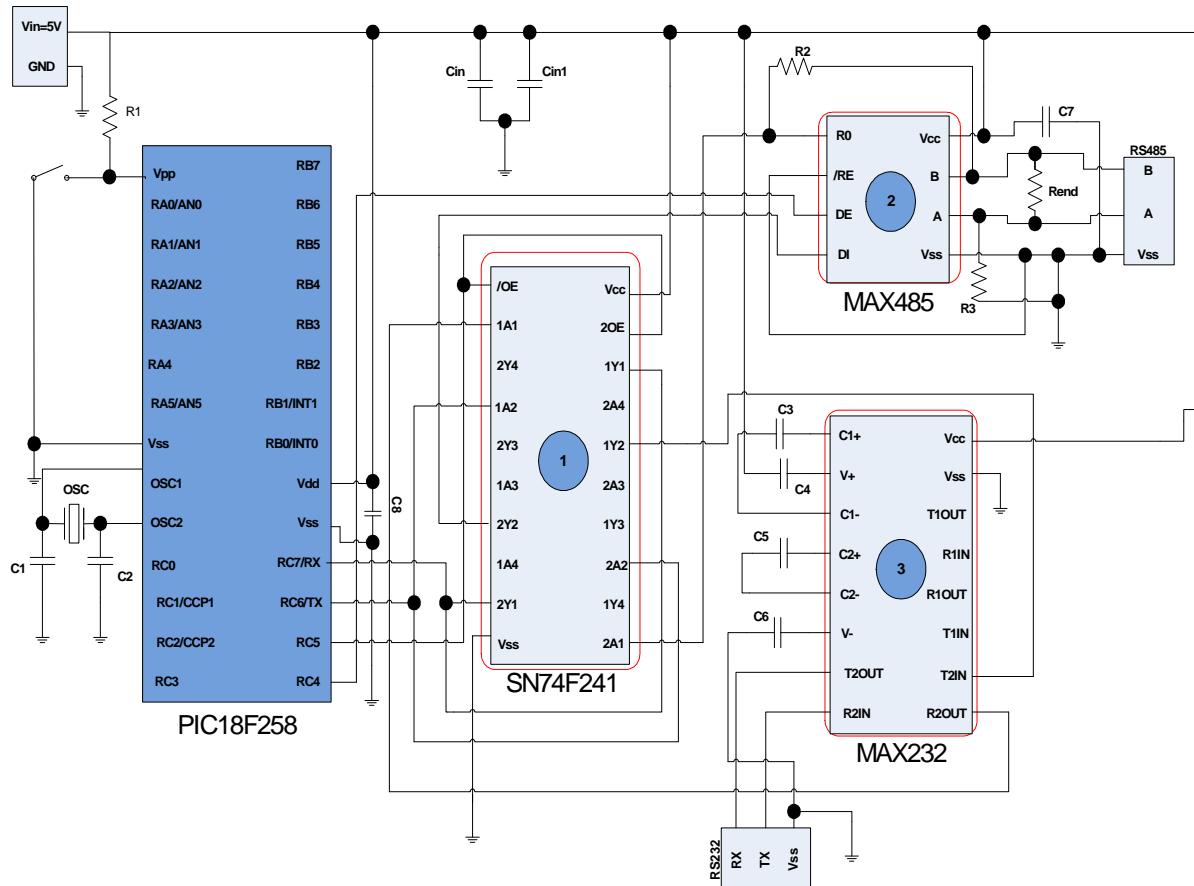 Vin=5V
GND
R1
Cin
Cin1
R2
C7
RS485
B
A
Vss
Rend
R3
R0
/RE
DE
DI
Vcc
B
A
Vss
2
MAX485
Vpp
RA0/AN0
RA1/AN1
RA2/AN2
RA3/AN3
RA4
RA5/AN5
Vss
OSC1
OSC2
RC0
RC1/CCP1
RC2/CCP2
RC3
RB7
RB6
RB5
RB4
RB3
RB2
RB1/INT1
RB0/INT0
Vdd
Vss
RC7/RX
RC6/TX
RC5
RC4
PIC18F258
OSC
C1
C2
C8
/OE
1A1
2Y4
1A2
2Y3
1A3
2Y2
1A4
2Y1
Vss
Vcc
2OE
1Y1
2A4
1Y2
2A3
1Y3
2A2
1Y4
2A1
1
SN74F241
C3
C4
C5
C6
C1+
V+
C1-
C2+
C2-
V-
T2OUT
R2IN
Vcc
Vss
T1OUT
R1IN
R1OUT
T1IN
T2IN
R2OUT
3
MAX232
RS232
RX
TX
Vss